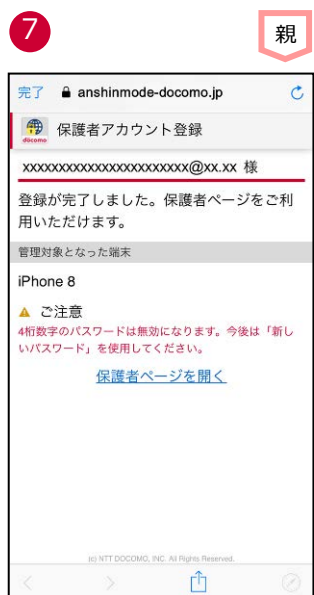 7
親
完了 anshinmode-docomo.jp
döcomo
保護者アカウント登録
xxxxxxxxxxxxxxxxxxxxxxx@xx.xx 様
登録が完了しました。保護者ページをご利
用いただけます。
管理対象となった端末
iPhone 8
ご注意
4桁数字のパスワードは無効になります。今後は「新し
いパスワード」を使用してください。
保護者ページを開く
(c) NTT DOCOMO, INC. All Rights Reserved.